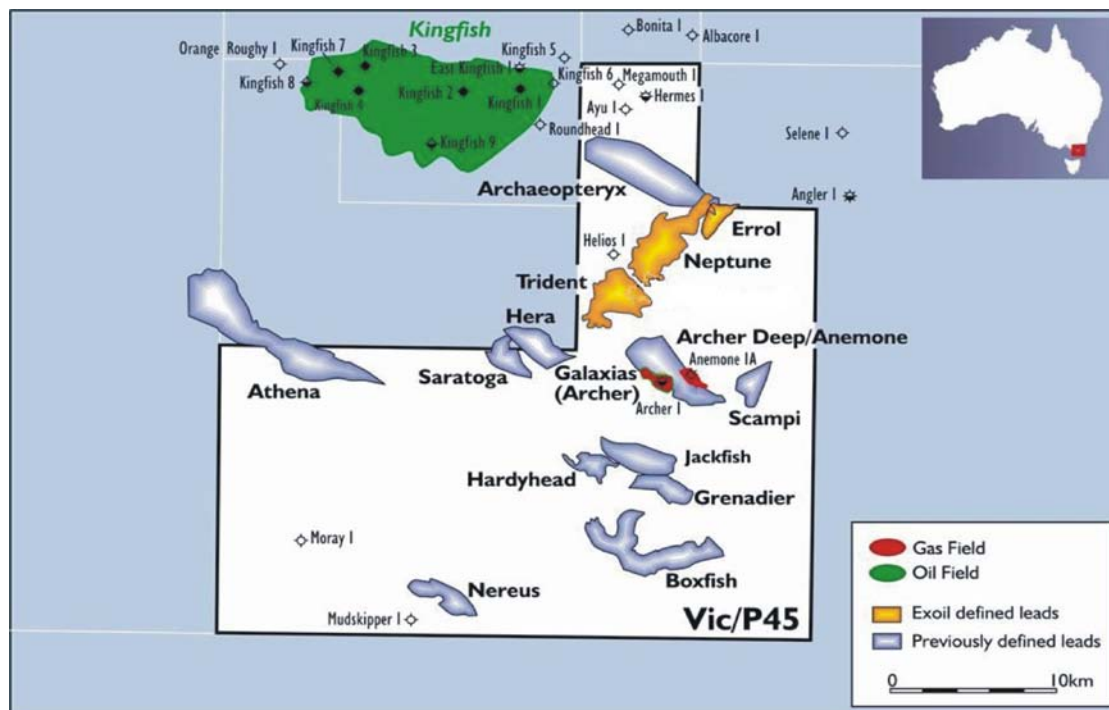 Kingfish
Bonita 1
Albacore 1
Orange Roughy 1
Kingfish 7
Kingfish 3
Kingfish 5
East Kingfish 1
Kingfish 8
Kingfish 6
Megamouth 1
Kingfish 4
Kingfish 2
Kingfish 1
Hermes 1
Ayu 1
Roundhead 1
Selene 1
Kingfish 9
Archaeopteryx
Angler 1
Errol
Helios 1
Neptune
Trident
Hera
Archer Deep/Anemone
Anemone 1A
Athena
Saratoga
Galaxias
(Archer)
Archer 1
Scampi
Jackfish
Hardyhead
Grenadier
Moray 1
Boxfish
Nereus
Mudskipper 1
Vic/P45
Gas Field
Oil Field
Exoil defined leads
Previously defined leads
0 10km